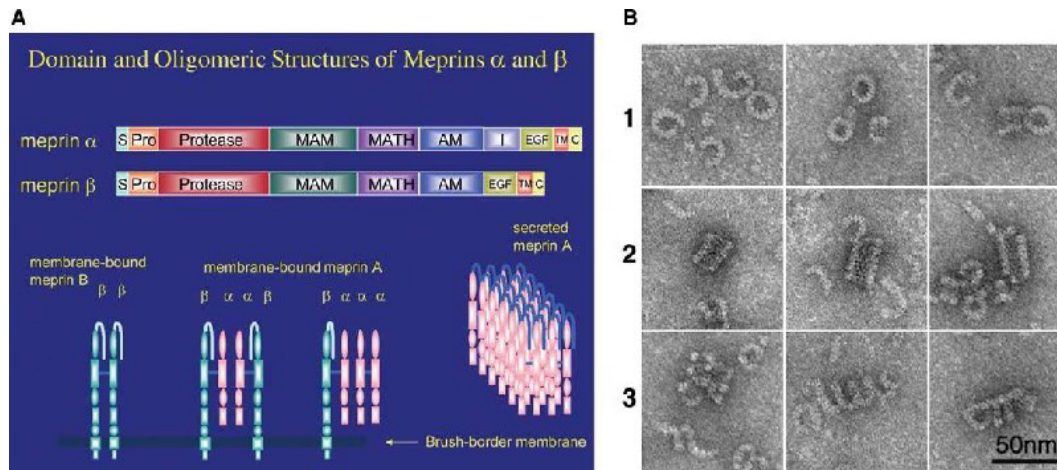 A
B
Domain and Oligomeric Structures of Meprins α and β
meprin α
S Pro Protease MAM MATH AM I EGF TM C
meprin β
S Pro Protease MAM MATH AM EGF TM C
secreted
meprin A
membrane-bound
meprin B
β β
membrane-bound meprin A
β α α β
β α α α
Brush-border membrane
1
2
3
50nm